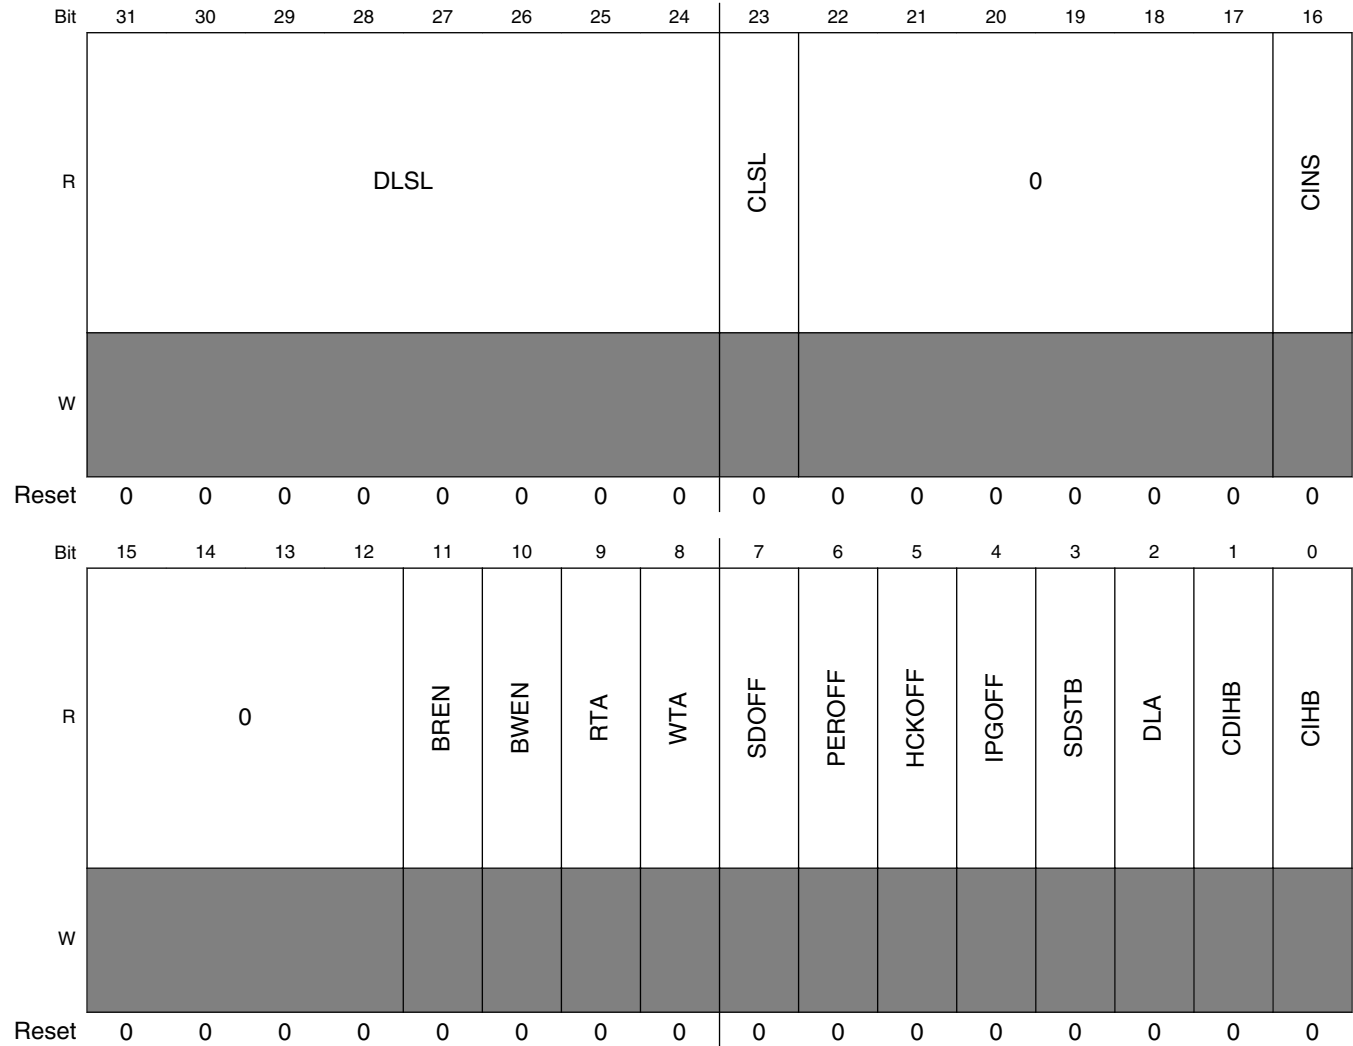 Bit 31 30 29 28 27 26 25 24 23 22 21 20 19 18 17 16
R DLSL CLSL 0 CINS
W
Reset 0 0 0 0 0 0 0 0 0 0 0 0 0 0 0 0
Bit 15 14 13 12 11 10 9 8 7 6 5 4 3 2 1 0
R 0 BREN BWEN RTA WTA SDOFF PEROFF HCKOFF IPGOFF SDSTB DLA CDIHB CIHB
W
Reset 0 0 0 0 0 0 0 0 0 0 0 0 0 0 0 0